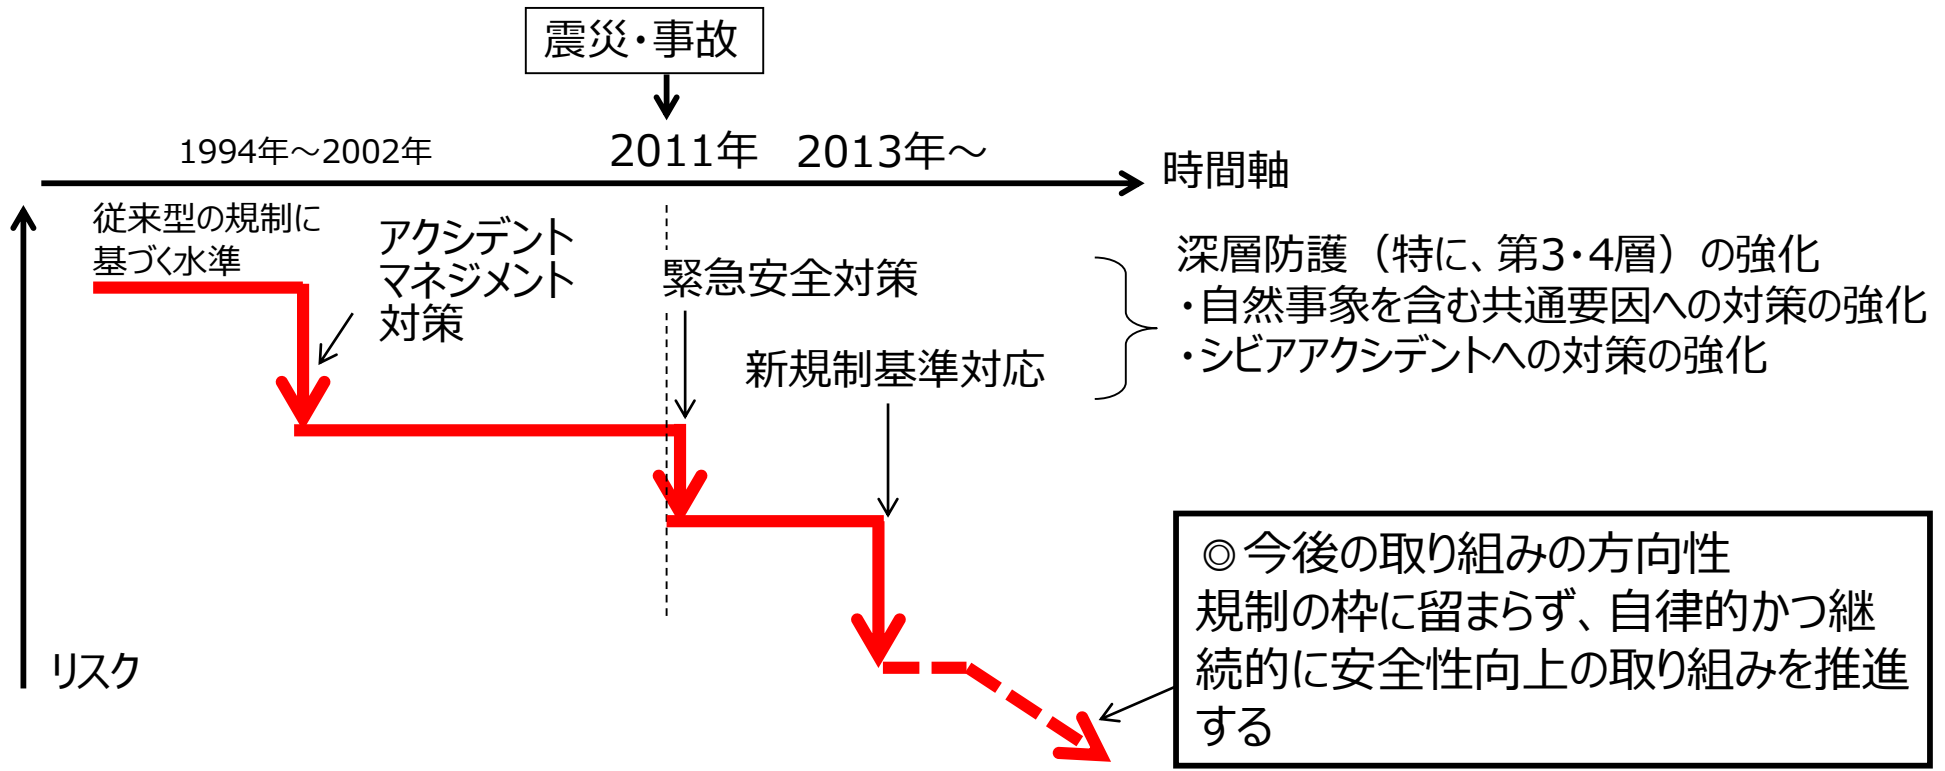 震災・事故
1994年～2002年
2011年
2013年～
時間軸
従来型の規制に
基づく水準
アクシデント
マネジメント
対策
緊急安全対策
新規制基準対応
深層防護（特に、第3・4層）の強化
・自然事象を含む共通要因への対策の強化
・シビアアクシデントへの対策の強化
リスク
◎今後の取り組みの方向性
規制の枠に留まらず、自律的かつ継
続的に安全性向上の取り組みを推進
する